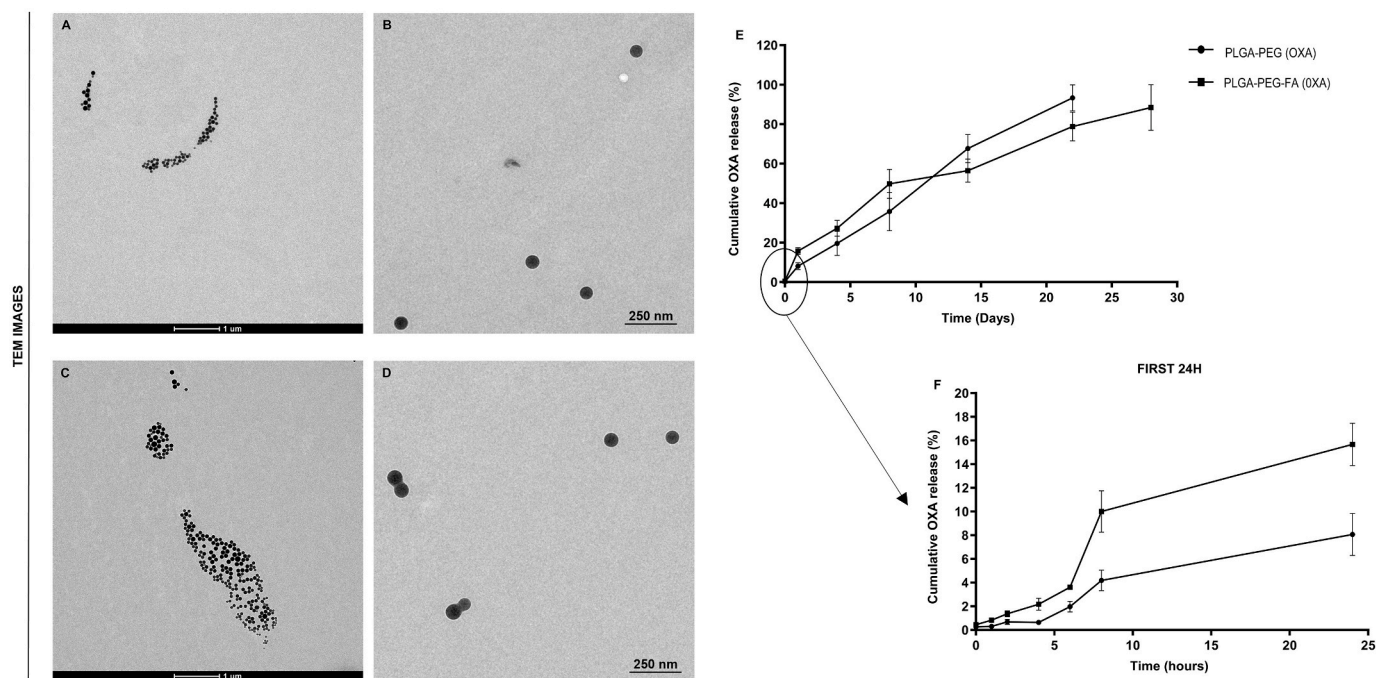 TEM IMAGES
A
1 um
B
250 nm
C
1 um
D
250 nm
E
Cumulative OXA release (%)
120
100
80
60
40
20
0
0 5 10 15 20 25 30
Time (Days)
PLGA-PEG (OXA)
PLGA-PEG-FA (0XA)
FIRST 24H
F
Cumulative OXA release (%)
20
18
16
14
12
10
8
6
4
2
0
0 5 10 15 20 25
Time (hours)